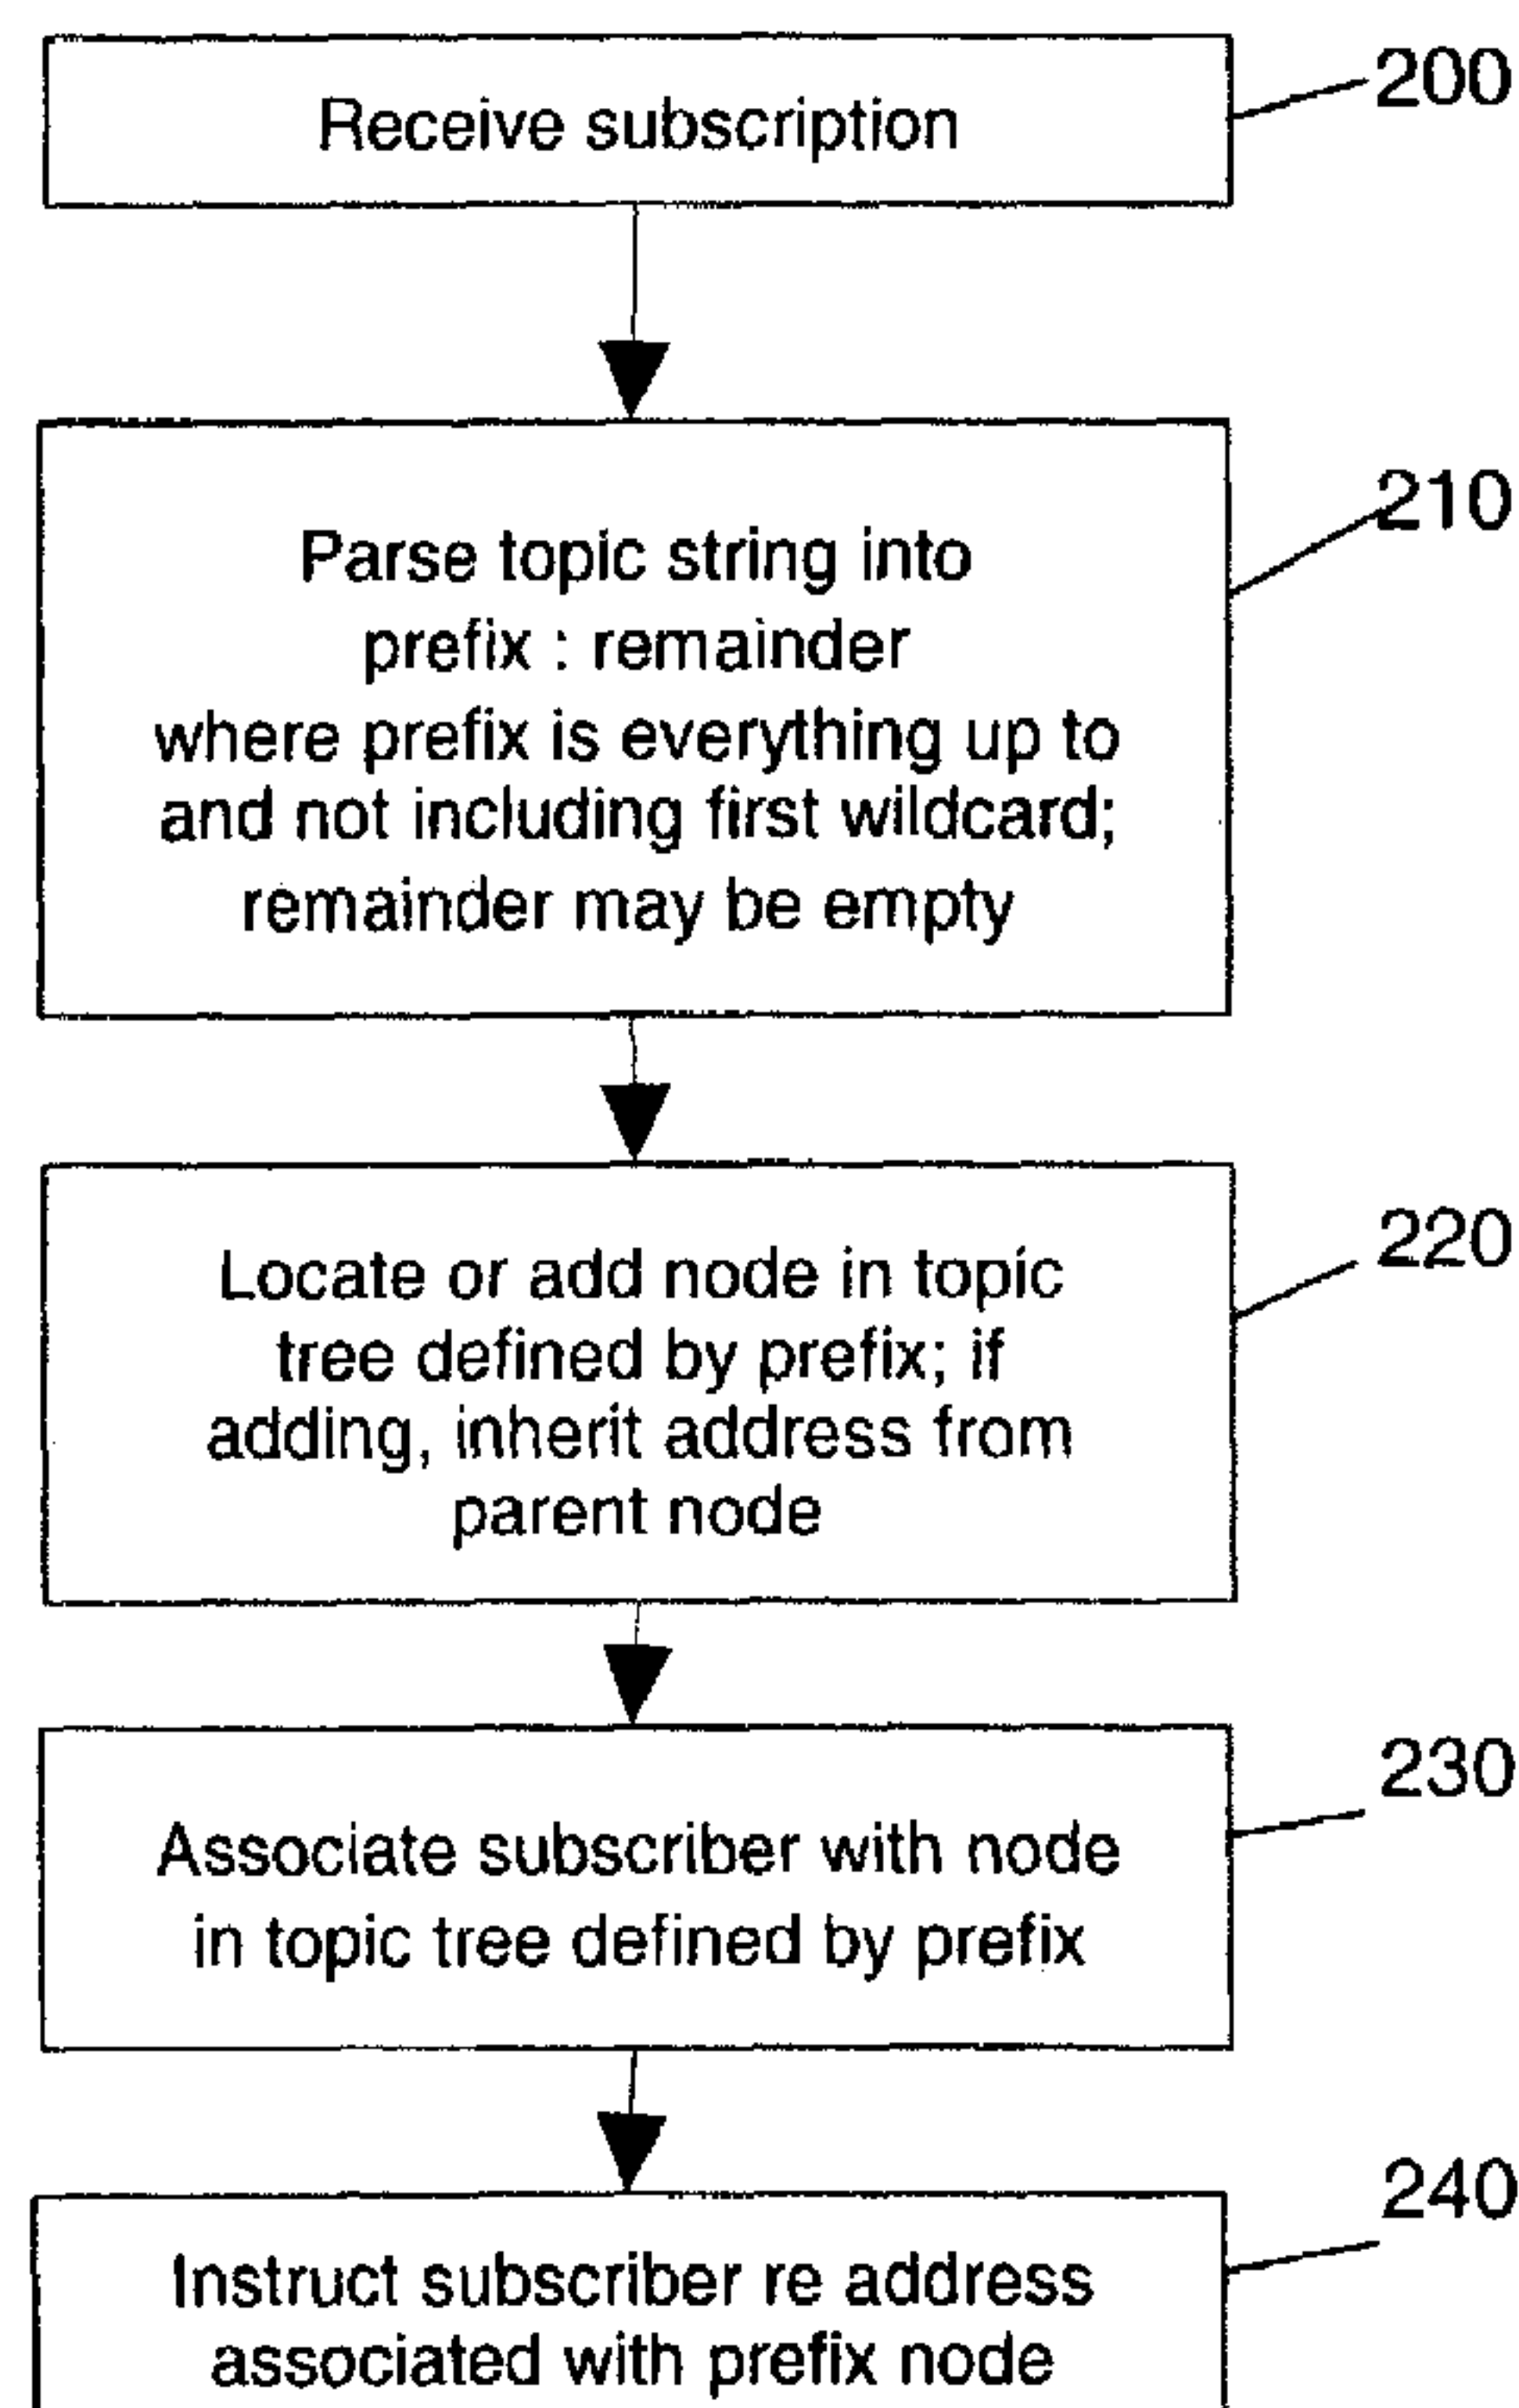 Receive subscription
200
Parse topic string into
prefix : remainder
where prefix is everything up to
and not including first wildcard;
remainder may be empty
210
Locate or add node in topic
tree defined by prefix; if
adding, inherit address from
parent node
220
Associate subscriber with node
in topic tree defined by prefix
230
Instruct subscriber re address
associated with prefix node
240